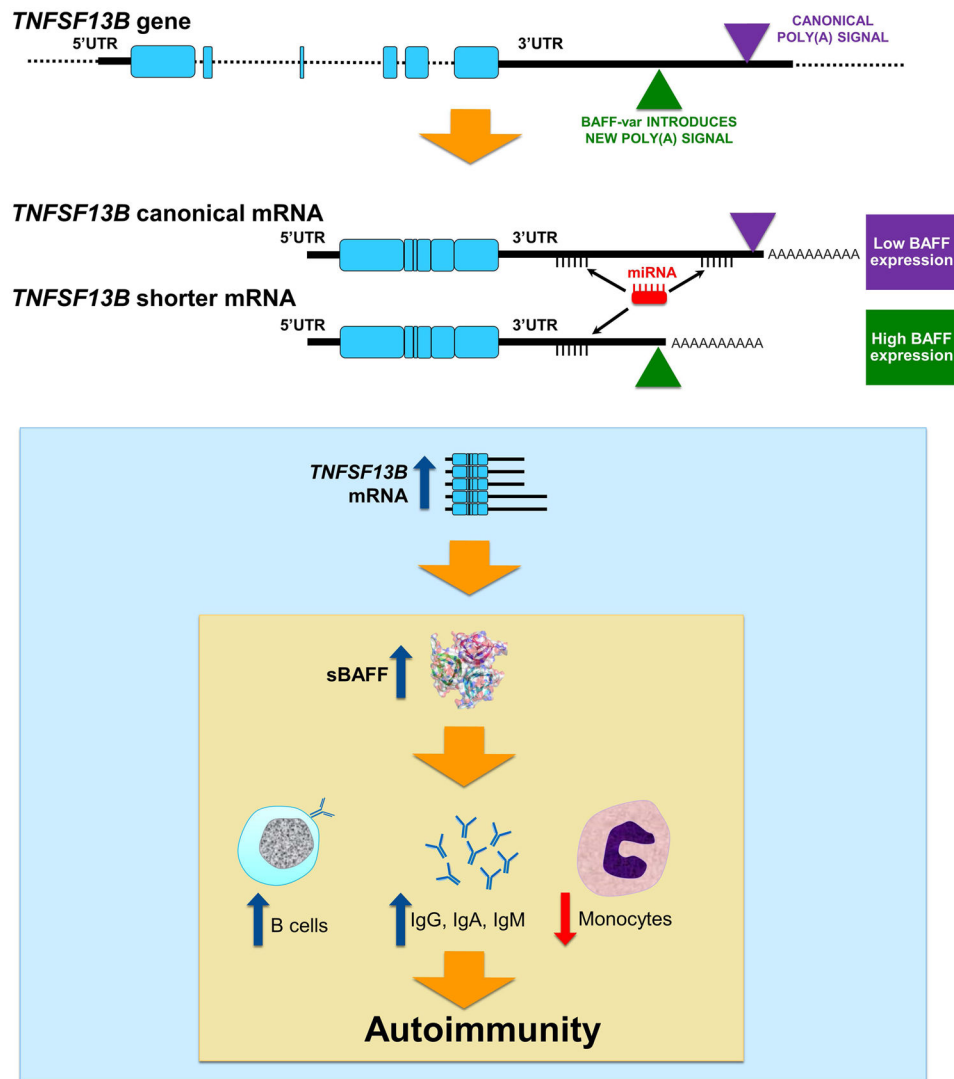 TNFSF13B gene
5’UTR
3’UTR
CANONICAL
POLY(A) SIGNAL
BAFF-var INTRODUCES
NEW POLY(A) SIGNAL
TNFSF13B canonical mRNA
5’UTR
3’UTR
AAAAAAAAAA
Low BAFF
expression
miRNA
TNFSF13B shorter mRNA
5’UTR
3’UTR
AAAAAAAAAA
High BAFF
expression
TNFSF13B
mRNA
sBAFF
B cells
IgG, IgA, IgM
Monocytes
Autoimmunity